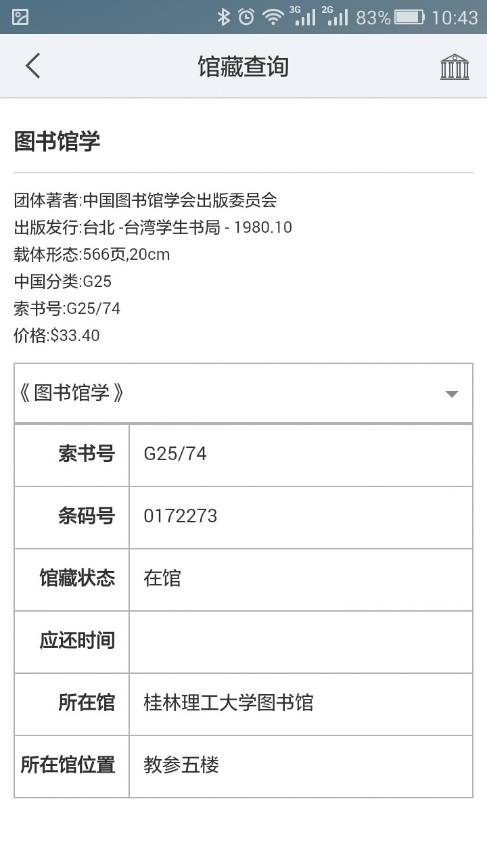 3G 2G 83% 10:43
馆藏查询
图书馆学
团体著者:中国图书馆学会出版委员会
出版发行:台北 -台湾学生书局 - 1980.10
载体形态:566页,20cm
中国分类:G25
索书号:G25/74
价格:$33.40
《图书馆学》
索书号 G25/74
条码号 0172273
馆藏状态 在馆
应还时间
所在馆 桂林理工大学图书馆
所在馆位置 教参五楼